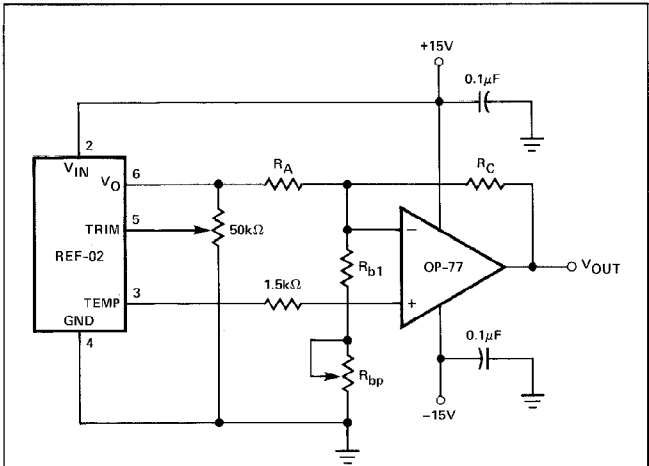 +15V
0.1μF
2
VIN
VO
6
RA
RC
TRIM
5
50kΩ
REF-02
−
OP-77
VOUT
Rb1
TEMP
3
1.5kΩ
+
GND
4
0.1μF
Rbp
−15V